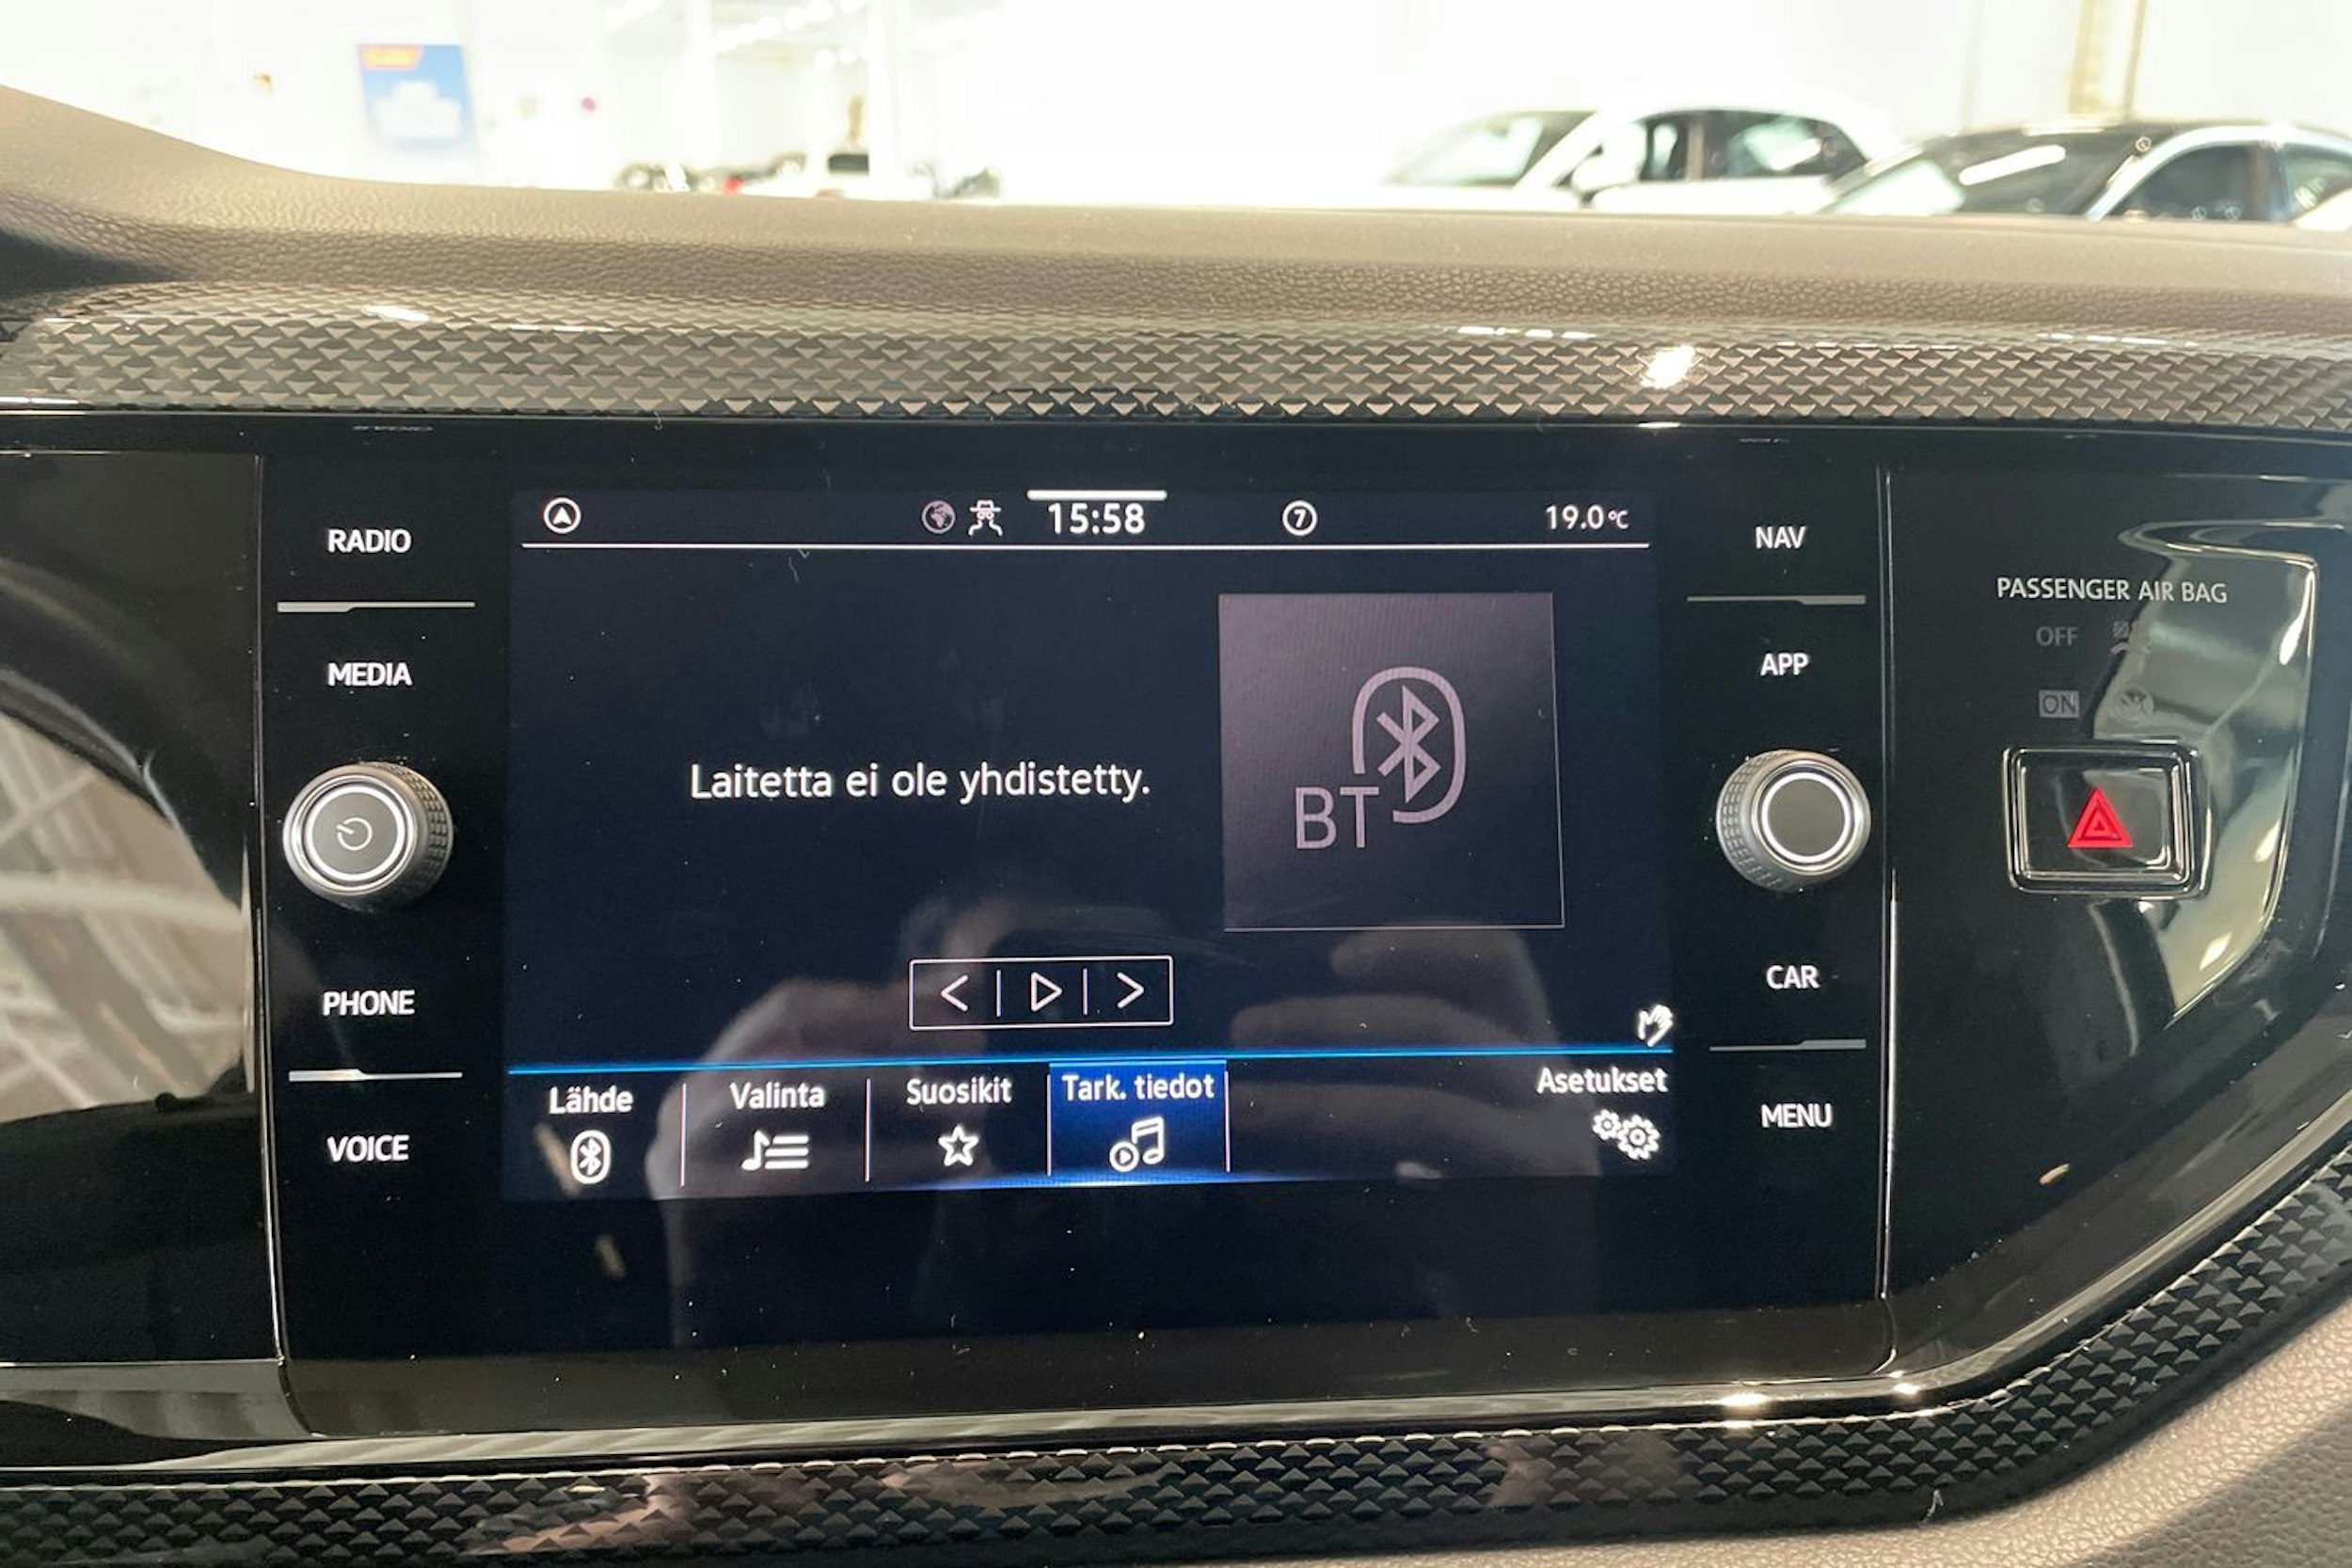 RADIO
MEDIA
PHONE
VOICE
15:58
7
19.0°C
Laitetta ei ole yhdistetty.
BT
Lähde
Valinta
Suosikit
Tark. tiedot
Asetukset
NAV
APP
CAR
MENU
PASSENGER AIR BAG
OFF
ON